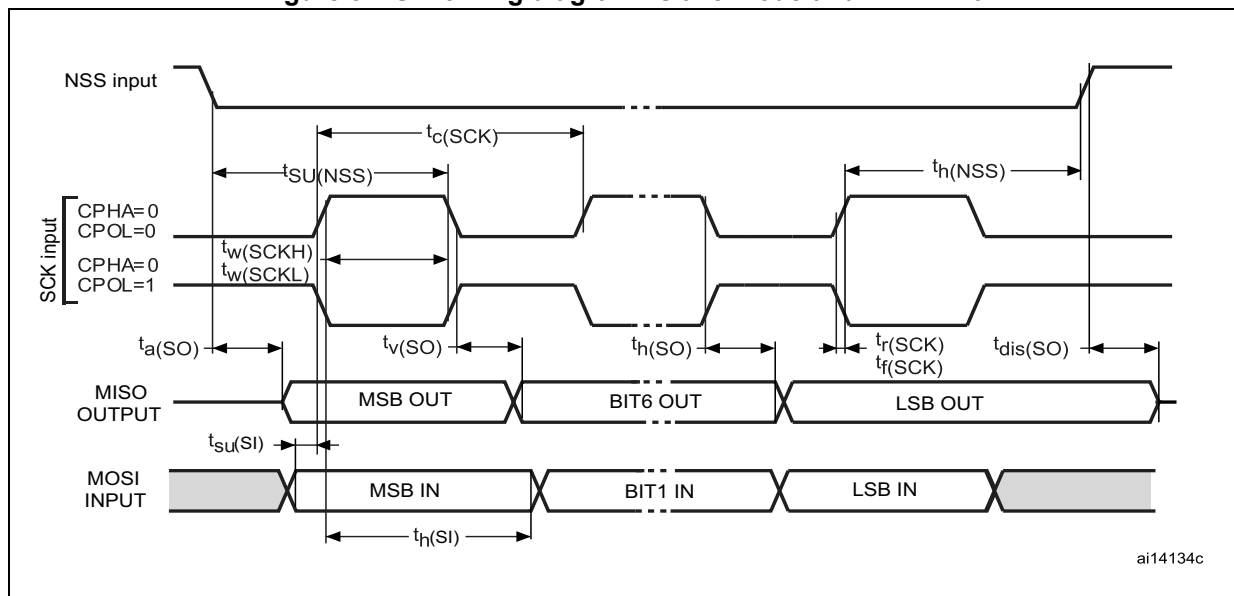 NSS input
tc(SCK)
tSU(NSS)
th(NSS)
SCK input
CPHA=0
CPOL=0
tw(SCKH)
CPHA=0
tw(SCKL)
CPOL=1
ta(SO)
tv(SO)
th(SO)
tr(SCK)
tf(SCK)
tdis(SO)
MISO
OUTPUT
MSB OUT
BIT6 OUT
LSB OUT
tsu(SI)
MOSI
INPUT
MSB IN
BIT1 IN
LSB IN
th(SI)
ai14134c